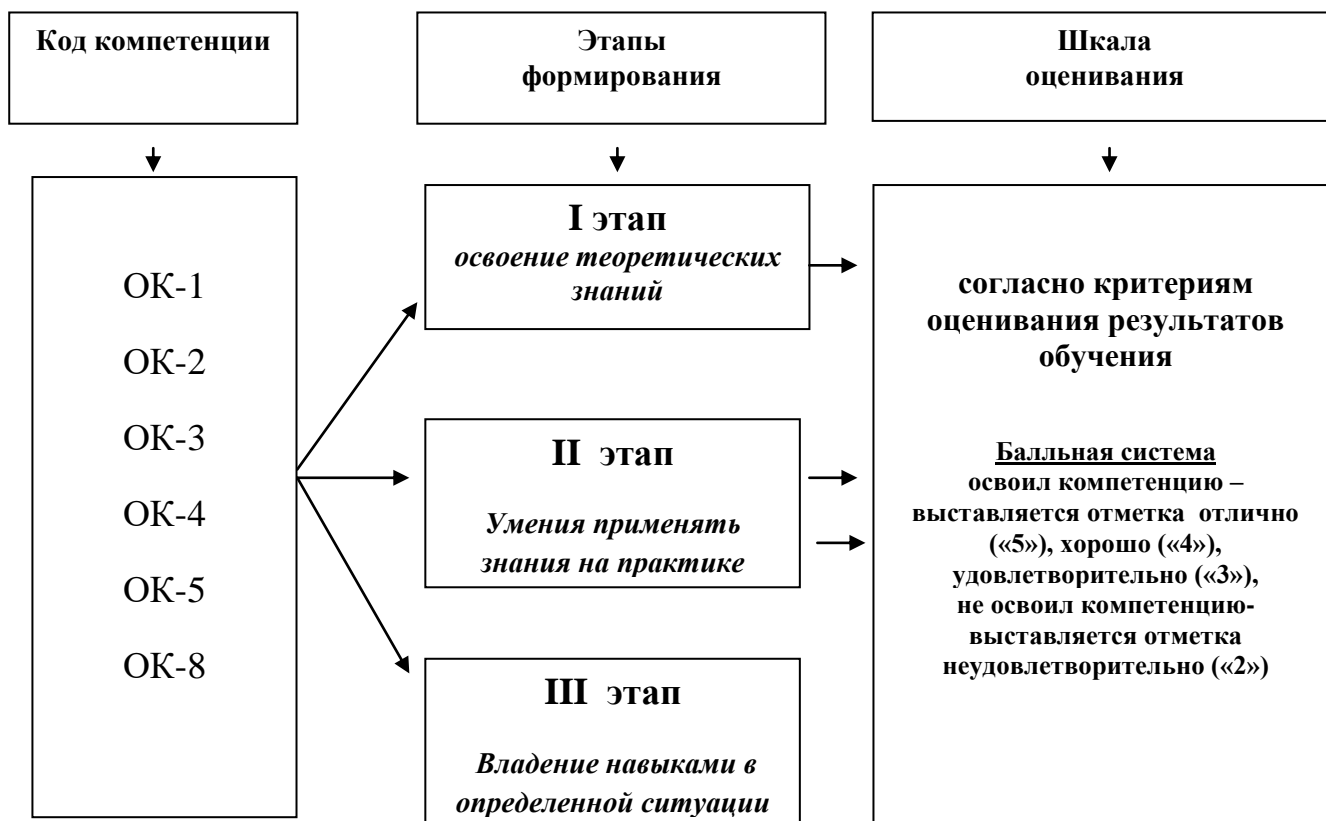 Код компетенции
Этапы
формирования
Шкала
оценивания
ОК-1
ОК-2
ОК-3
ОК-4
ОК-5
ОК-8
I этап
освоение теоретических
знаний
II этап
Умения применять
знания на практике
III этап
Владение навыками в
определенной ситуации
согласно критериям
оценивания результатов
обучения
Балльная система
освоил компетенцию –
выставляется отметка отлично
(«5»), хорошо («4»),
удовлетворительно («3»),
не освоил компетенцию-
выставляется отметка
неудовлетворительно («2»)